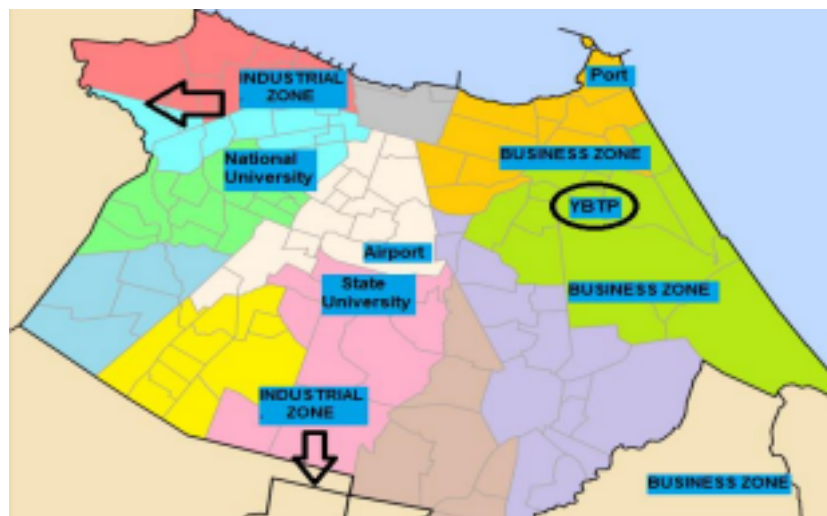 Port
INDUSTRIAL
ZONE
National
University
BUSINESS ZONE
YBTP
Airport
State
University
BUSINESS ZONE
INDUSTRIAL
ZONE
BUSINESS ZONE